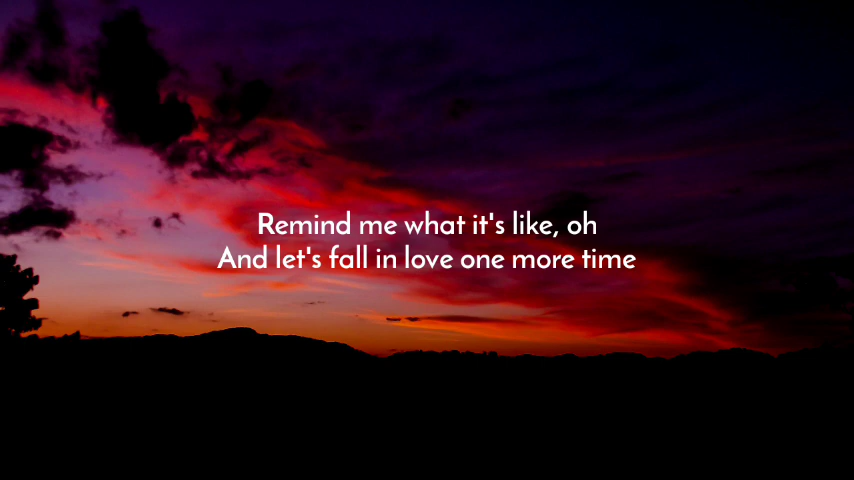 Remind me what it's like, oh
And let's fall in love one more time